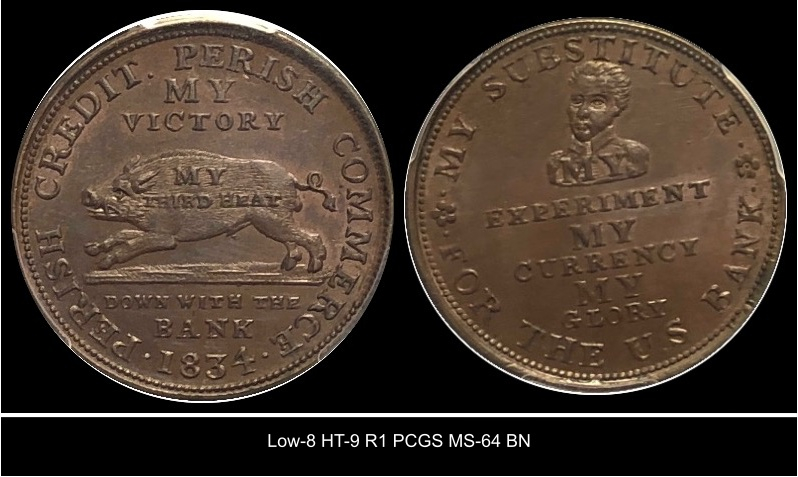 PERISH CREDIT. PERISH COMMERCE
MY
VICTORY
MY
THIRD HEAT
DOWN WITH THE
BANK
· 1834 ·
MY SUBSTITUTE
FOR THE US BANK
MY
EXPERIMENT
MY
CURRENCY
MY
GLORY
Low-8 HT-9 R1 PCGS MS-64 BN